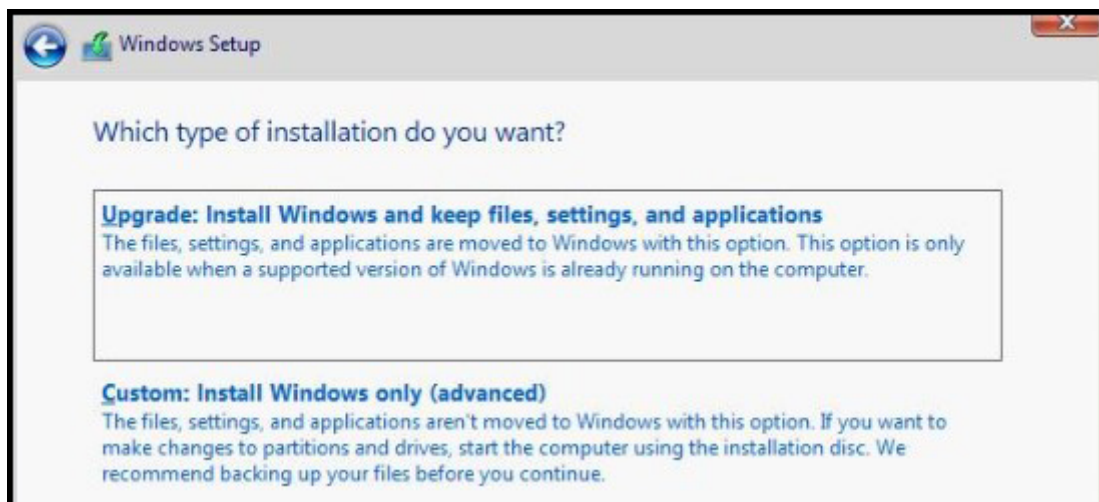 Windows Setup
Which type of installation do you want?
Upgrade: Install Windows and keep files, settings, and applications
The files, settings, and applications are moved to Windows with this option. This option is only
available when a supported version of Windows is already running on the computer.
Custom: Install Windows only (advanced)
The files, settings, and applications aren't moved to Windows with this option. If you want to
make changes to partitions and drives, start the computer using the installation disc. We
recommend backing up your files before you continue.